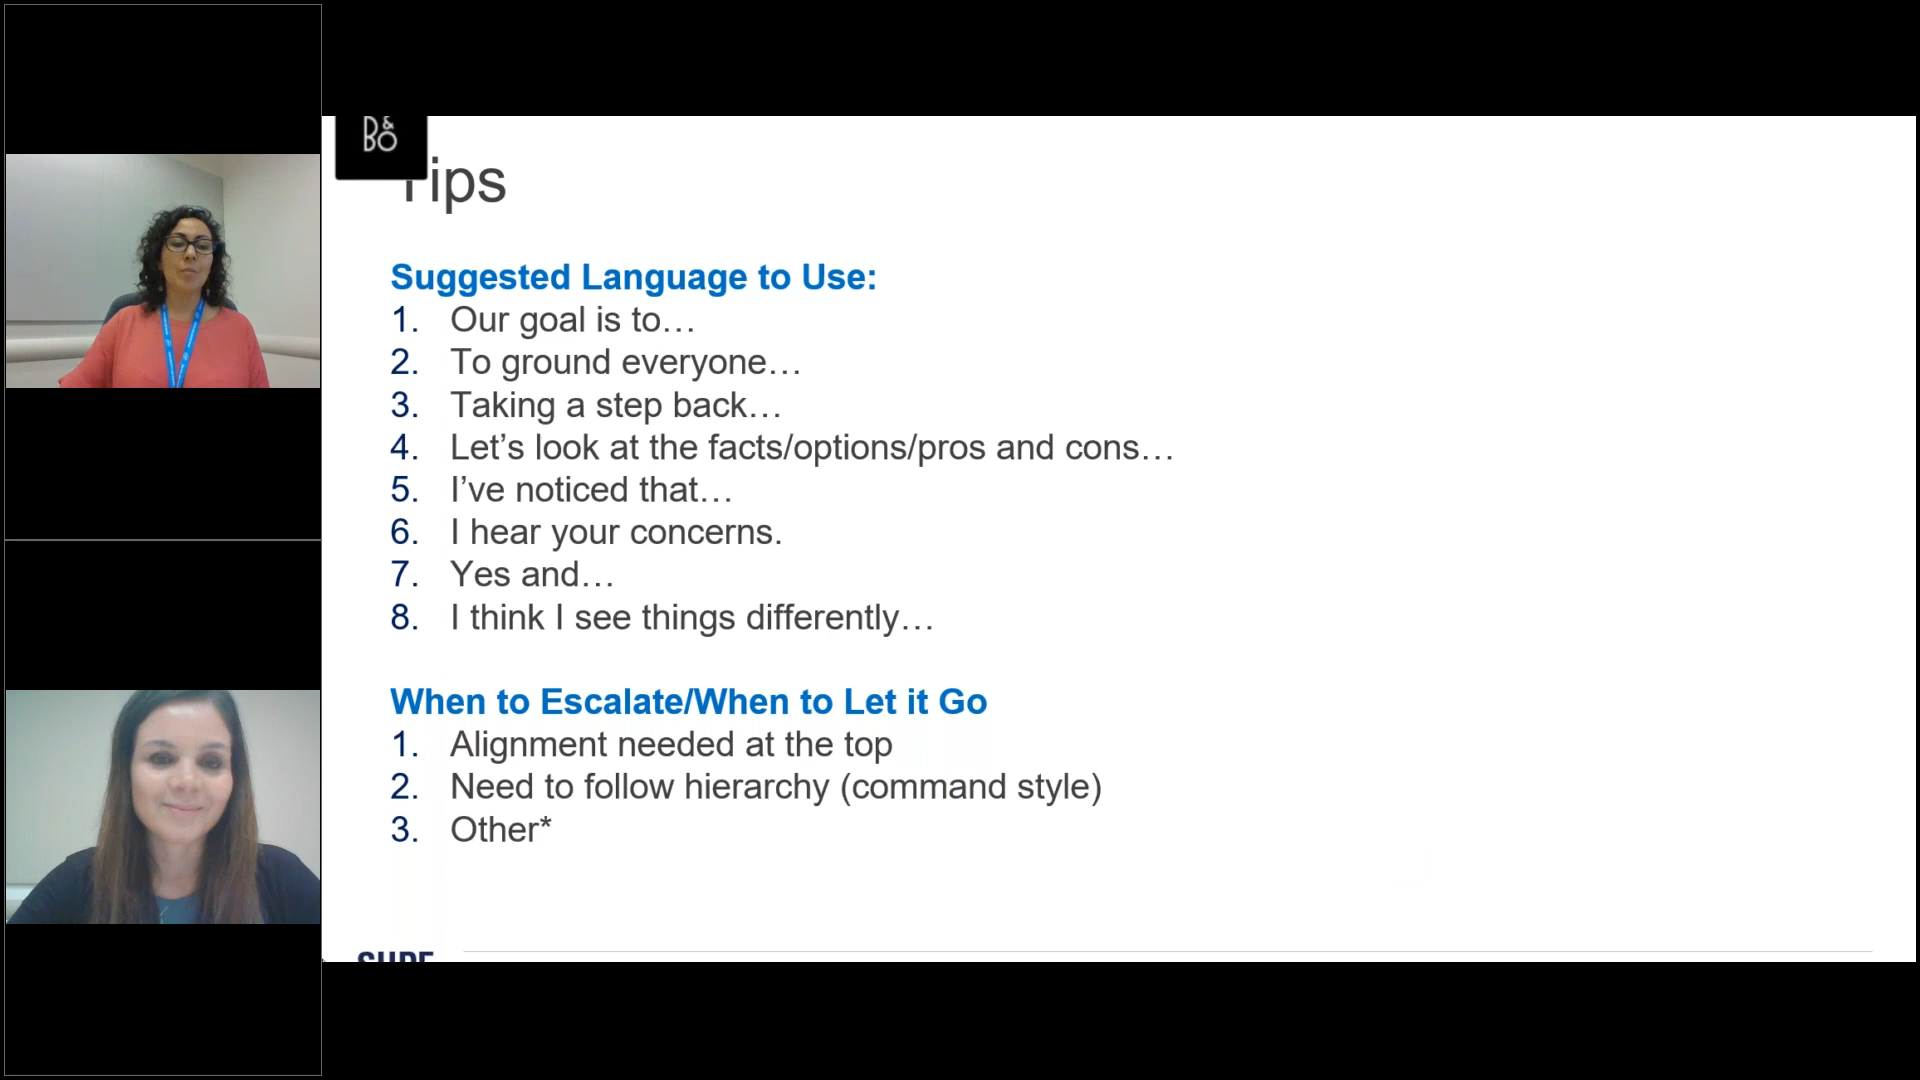 B&O
Tips
Suggested Language to Use:
1. Our goal is to…
2. To ground everyone…
3. Taking a step back…
4. Let’s look at the facts/options/pros and cons…
5. I’ve noticed that…
6. I hear your concerns.
7. Yes and…
8. I think I see things differently…
When to Escalate/When to Let it Go
1. Alignment needed at the top
2. Need to follow hierarchy (command style)
3. Other*